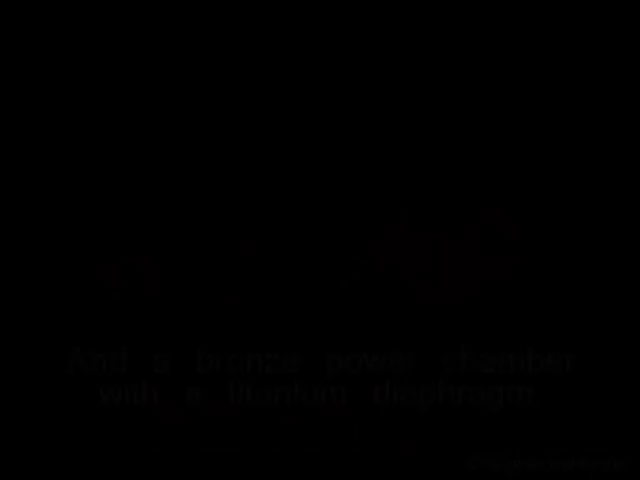 And a bronze power chamber
with a titanium diaphragm.